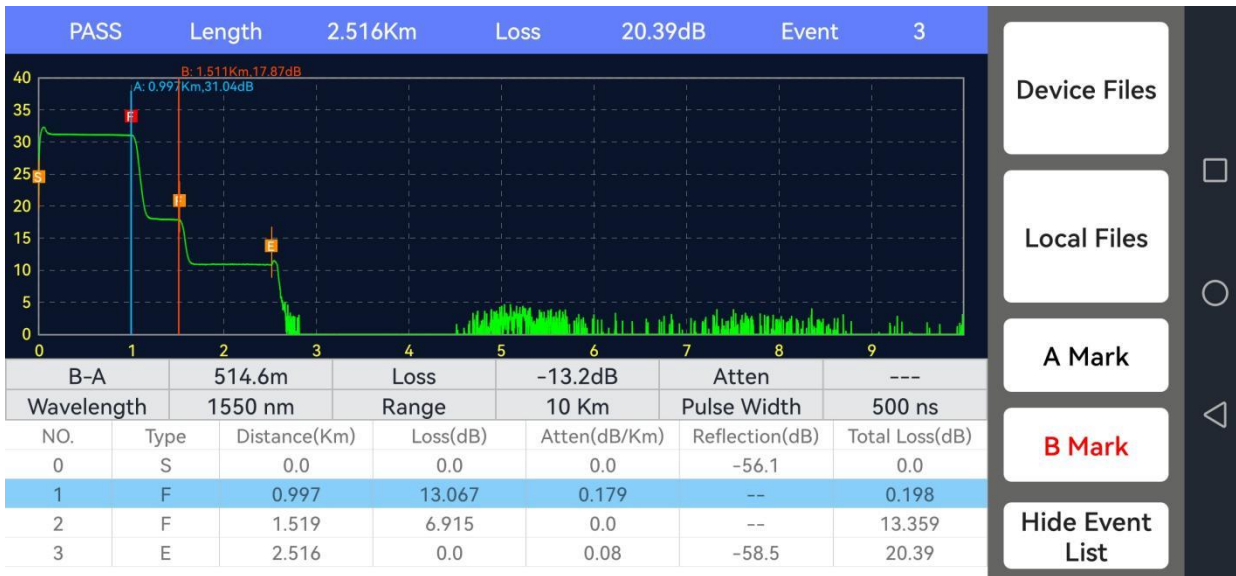 PASS Length 2.516Km Loss 20.39dB Event 3
B: 1.511Km,17.87dB
A: 0.997Km,31.04dB
40
35
30
25
20
15
10
5
0
S
F
F
E
0 1 2 3 4 5 6 7 8 9
B-A 514.6m Loss -13.2dB Atten ---
Wavelength 1550 nm Range 10 Km Pulse Width 500 ns
NO. Type Distance(Km) Loss(dB) Atten(dB/Km) Reflection(dB) Total Loss(dB)
0 S 0.0 0.0 0.0 -56.1 0.0
1 F 0.997 13.067 0.179 -- 0.198
2 F 1.519 6.915 0.0 -- 13.359
3 E 2.516 0.0 0.08 -58.5 20.39
Device Files
Local Files
A Mark
B Mark
Hide Event
List